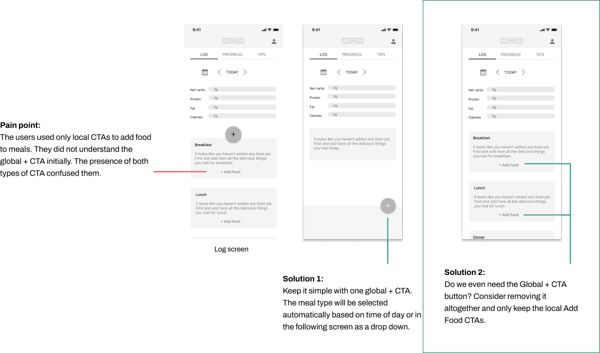 Pain point:
The users used only local CTAs to add food
to meals. They did not understand the
global + CTA initially. The presence of both
types of CTA confused them.
9:41
LOG PROGRESS TIPS
TODAY
Net carbs 0g
Protein 0g
Fat 0g
Calories 0g
+
Breakfast
It looks like you haven't added any food yet.
Find and add here all the delicious things
you had for breakfast.
+ Add food
Lunch
It looks like you haven't added any food yet.
Find and add here all the delicious things
you had for lunch.
+ Add food
Log screen
9:41
LOG PROGRESS TIPS
TODAY
Net carbs 0g
Protein 0g
Fat 0g
Calories 0g
It looks like you haven't added any food yet.
Find and add here all the delicious things you
had today
+
Solution 1:
Keep it simple with one global + CTA.
The meal type will be selected
automatically based on time of day or in
the following screen as a drop down.
9:41
LOG PROGRESS TIPS
TODAY
Net carbs 0g
Protein 0g
Fat 0g
Calories 0g
Breakfast
It looks like you haven't added any food yet.
Find and add here all the delicious things
you had for breakfast.
+ Add food
Lunch
It looks like you haven't added any food yet.
Find and add here all the delicious things
you had for lunch.
+ Add food
Dinner
Solution 2:
Do we even need the Global + CTA
button? Consider removing it
altogether and only keep the local Add
Food CTAs.